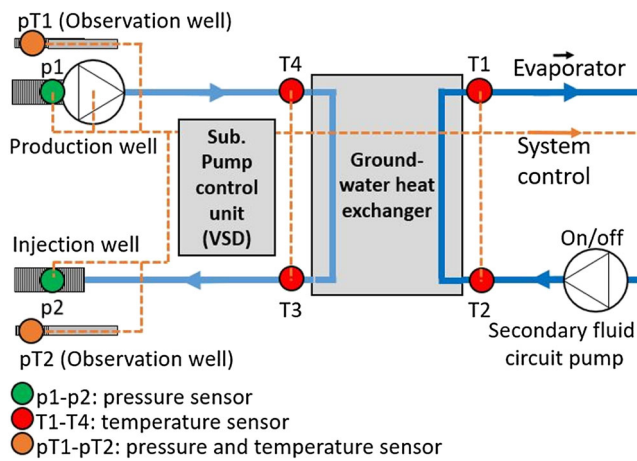 pT1 (Observation well)
p1
T4
T1
Evaporator
Production well
Sub.
Pump
control
unit
(VSD)
Ground-
water heat
exchanger
System
control
Injection well
On/off
p2
T3
T2
Secondary fluid
circuit pump
pT2 (Observation well)
p1-p2: pressure sensor
T1-T4: temperature sensor
pT1-pT2: pressure and temperature sensor